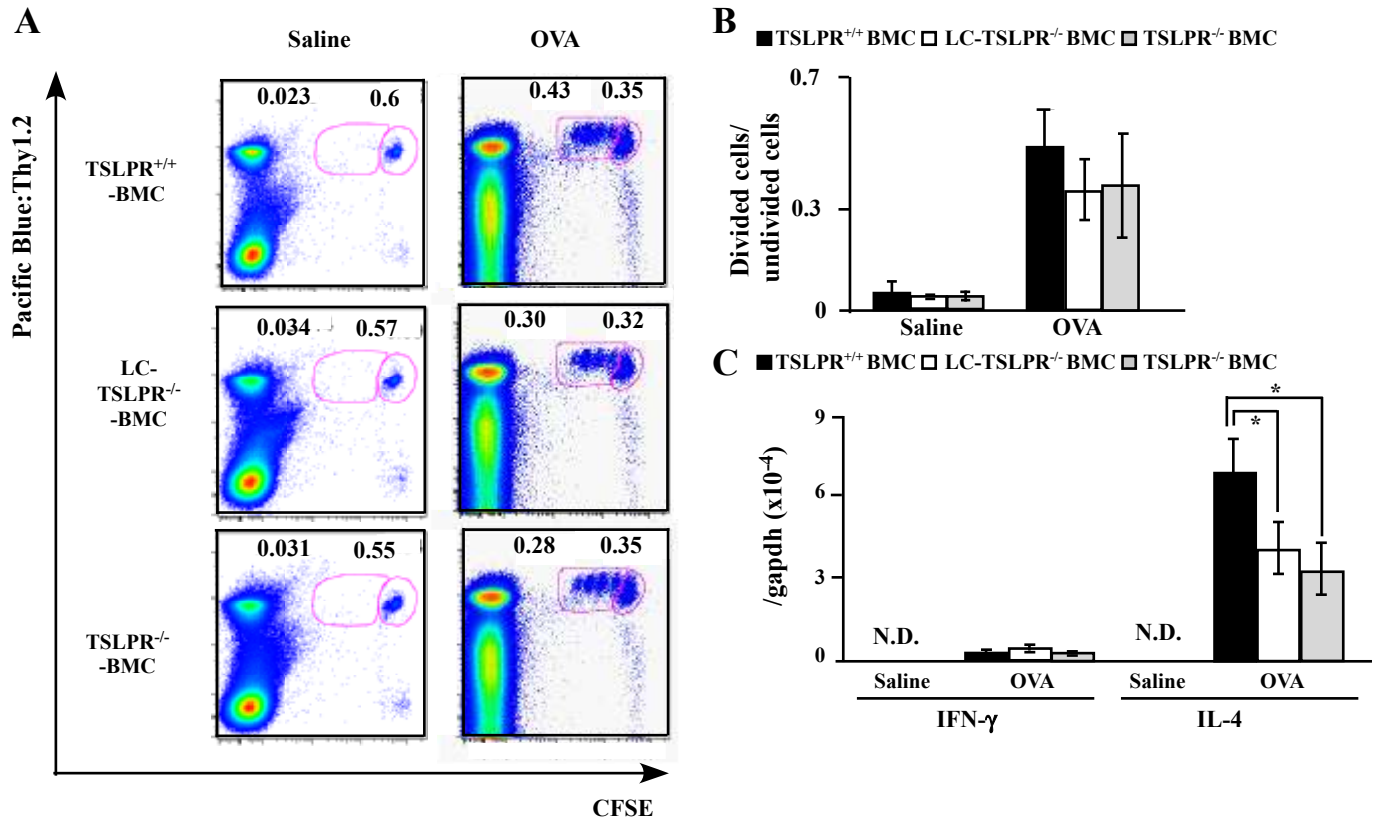 A
Saline
OVA
Pacific Blue:Thy1.2
TSLPR+/+
-BMC
0.023 0.6
0.43 0.35
LC-
TSLPR-/-
-BMC
0.034 0.57
0.30 0.32
TSLPR-/-
-BMC
0.031 0.55
0.28 0.35
CFSE
B
TSLPR+/+ BMC LC-TSLPR-/- BMC TSLPR-/- BMC
Divided cells/
undivided cells
0.7
0.3
0
Saline OVA
C
TSLPR+/+ BMC LC-TSLPR-/- BMC TSLPR-/- BMC
/gapdh (x10-4)
9
6
3
0
*
*
N.D.
N.D.
Saline OVA Saline OVA
IFN-γ IL-4